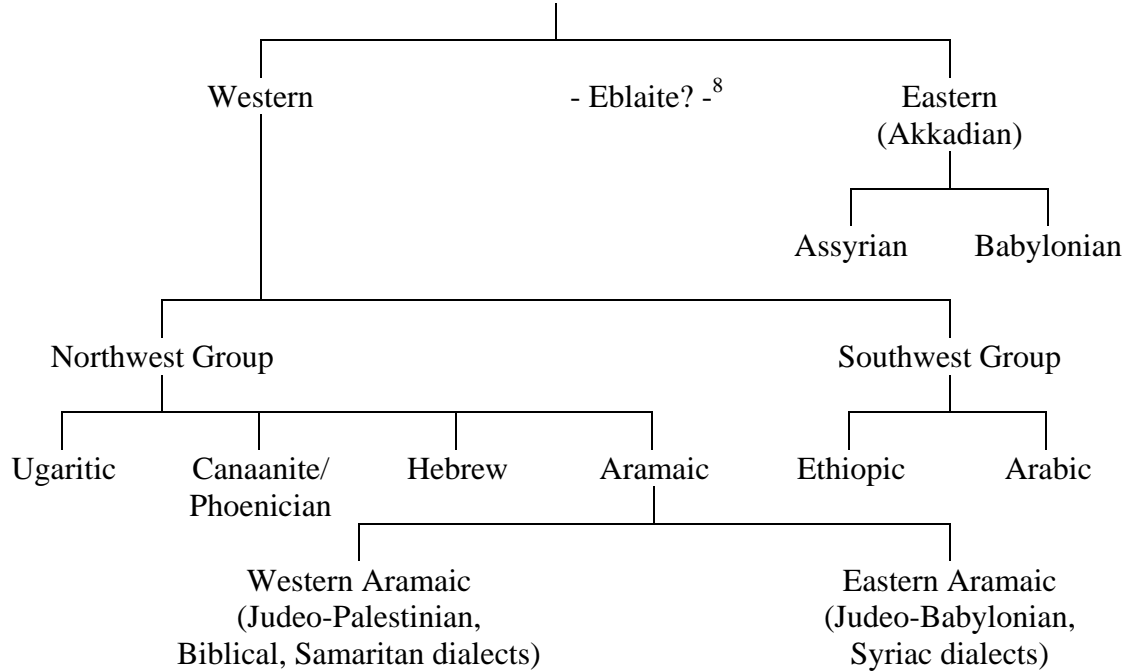 Western - Eblaite? -8 Eastern
(Akkadian)
Assyrian Babylonian
Northwest Group Southwest Group
Ugaritic Canaanite/ Hebrew Aramaic Ethiopic Arabic
Phoenician
Western Aramaic Eastern Aramaic
(Judeo-Palestinian, (Judeo-Babylonian,
Biblical, Samaritan dialects) Syriac dialects)